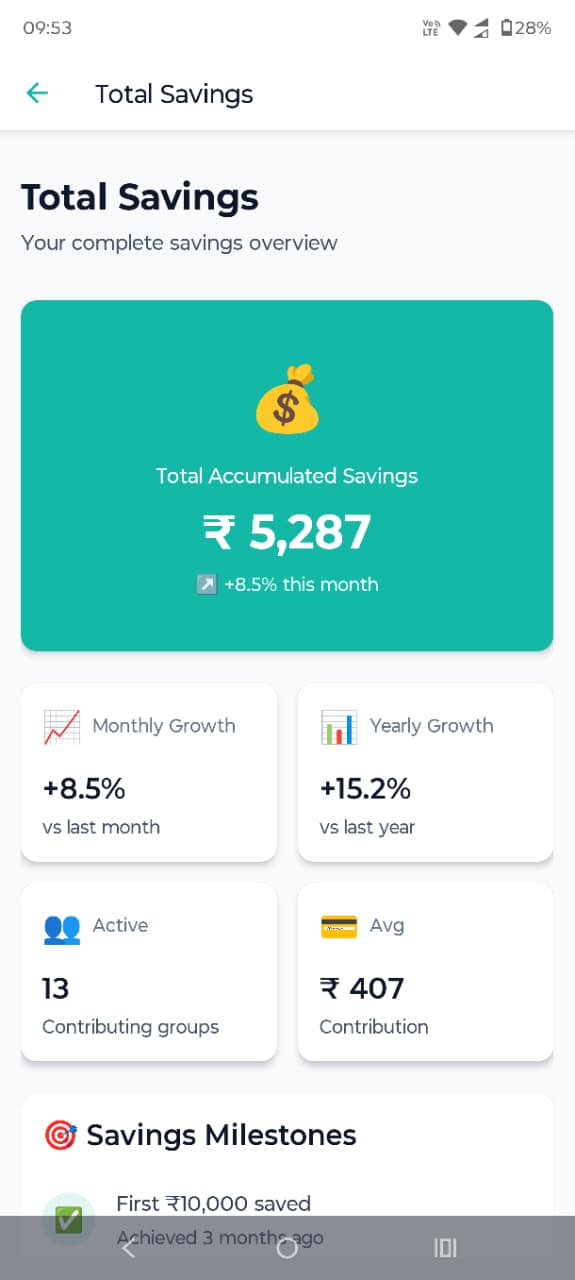 09:53
Vo)) LTE 28%
Total Savings
Total Savings
Your complete savings overview
Total Accumulated Savings
₹ 5,287
+8.5% this month
Monthly Growth
+8.5%
vs last month
Yearly Growth
+15.2%
vs last year
Active
13
Contributing groups
Avg
₹ 407
Contribution
Savings Milestones
First ₹10,000 saved
Achieved 3 months ago